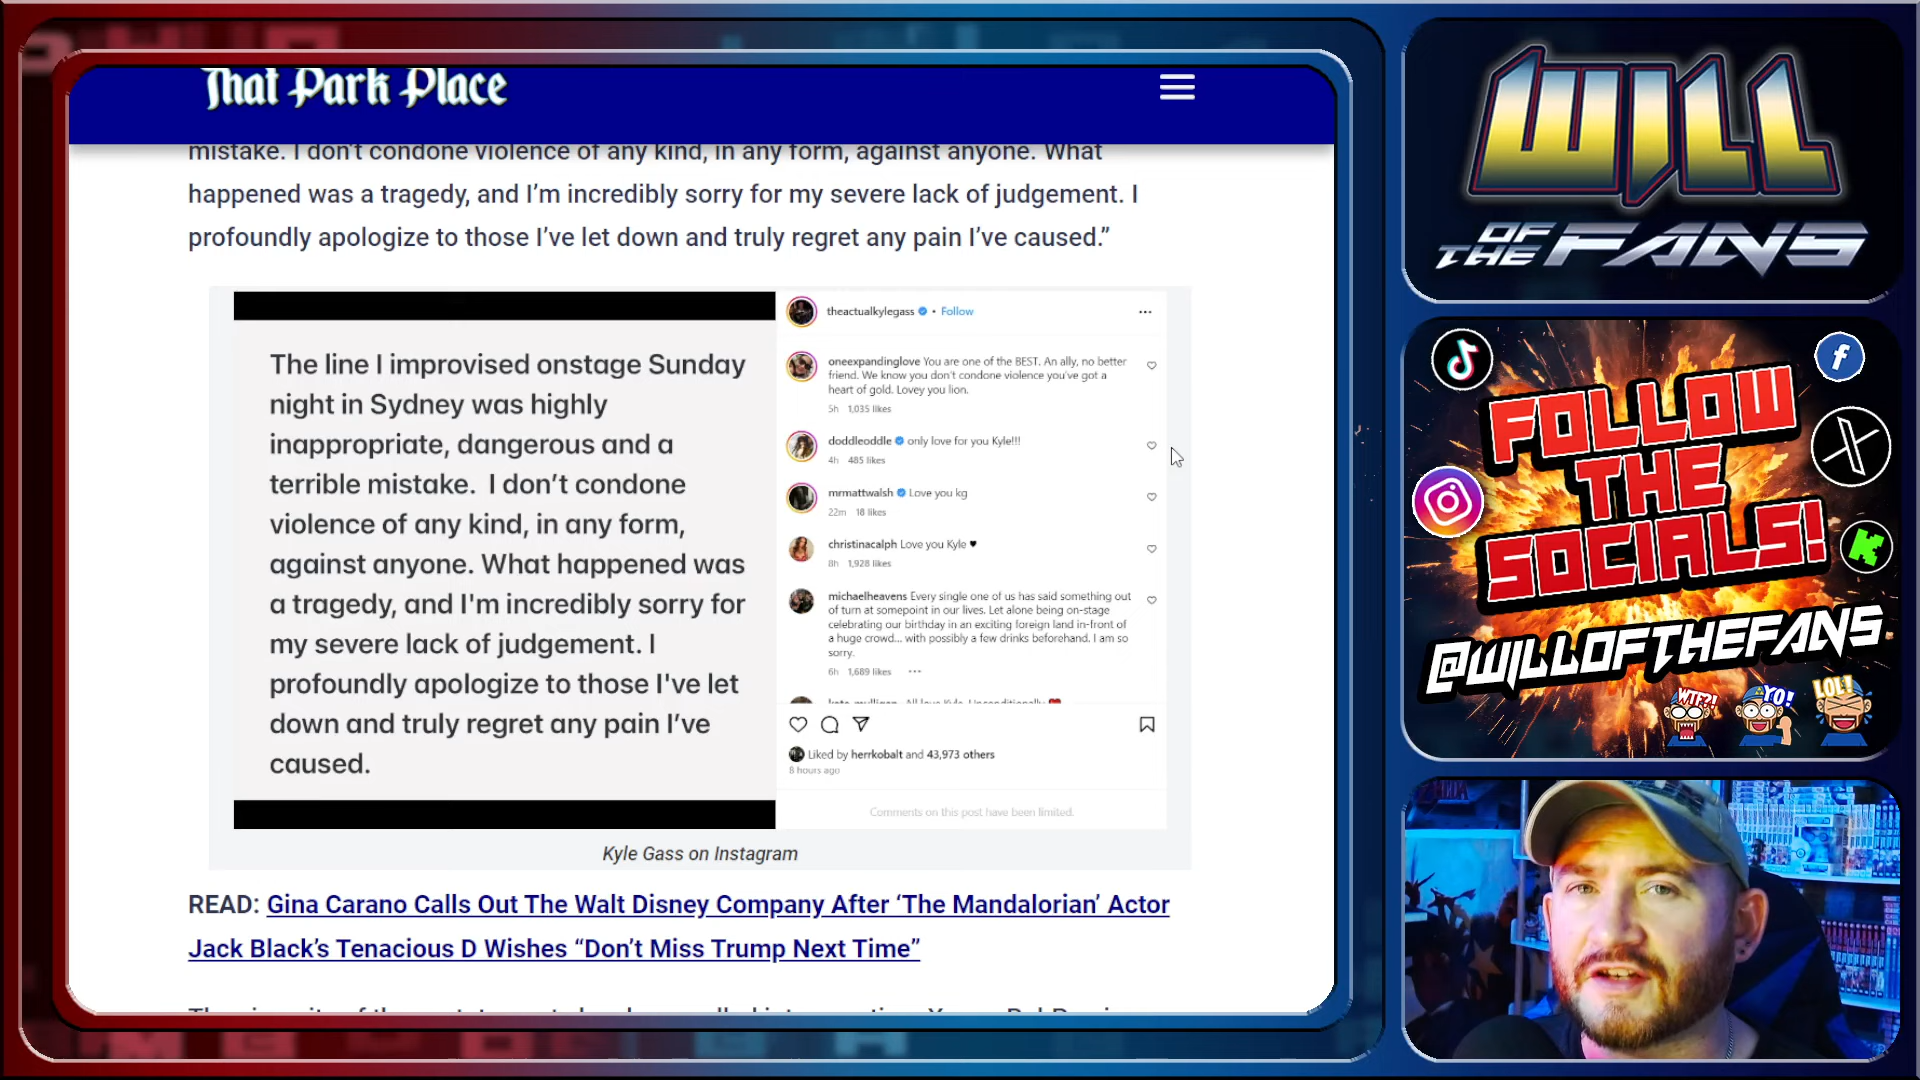 That Park Place
mistake. I don't condone violence of any kind, in any form, against anyone. What
happened was a tragedy, and I'm incredibly sorry for my severe lack of judgement. I
profoundly apologize to those I've let down and truly regret any pain I've caused."
The line I improvised onstage Sunday
night in Sydney was highly
inappropriate, dangerous and a
terrible mistake. I don't condone
violence of any kind, in any form,
against anyone. What happened was
a tragedy, and I'm incredibly sorry for
my severe lack of judgement. I
profoundly apologize to those I've let
down and truly regret any pain I've
caused.
theactualkylegass • Follow
oneexpandinglove You are one of the BEST. An ally, no better
friend. We know you don't condone violence you've got a
heart of gold. Lovey you lion.
5h 1,035 likes
doddleoddle only love for you Kyle!!!
4h 485 likes
mrmattwalsh Love you kg
22m 18 likes
christinacalph Love you Kyle ♥
8h 1,928 likes
michaelheavens Every single one of us has said something out
of turn at somepoint in our lives. Let alone being on-stage
celebrating our birthday in an exciting foreign land in-front of
a huge crowd... with possibly a few drinks beforehand. I am so
sorry.
6h 1,689 likes
Liked by herrkobalt and 43,973 others
8 hours ago
Comments on this post have been limited.
Kyle Gass on Instagram
READ: Gina Carano Calls Out The Walt Disney Company After 'The Mandalorian' Actor
Jack Black's Tenacious D Wishes "Don't Miss Trump Next Time"
WILL
OF THE FANS
FOLLOW
THE
SOCIALS!
@WILLOFTHEFANS
WTF?!
YO!
LOL!